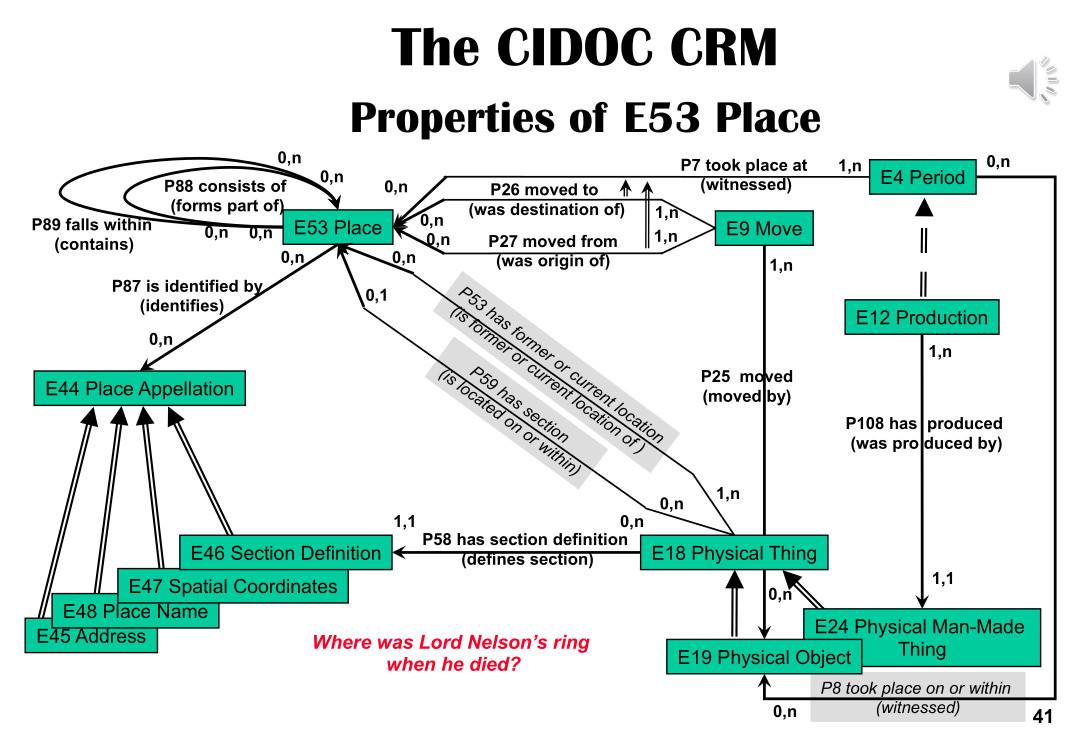 The CIDOC CRM
Properties of E53 Place
0,n
0,n
0,n
P7 took place at
(witnessed)
1,n
E4 Period
0,n
P88 consists of
(forms part of)
P89 falls within
(contains)
0,n
0,n
E53 Place
P26 moved to
(was destination of)
0,n
0,n
1,n
1,n
P27 moved from
(was origin of)
E9 Move
0,n
0,n
1,n
P87 is identified by
(identifies)
0,1
0,n
P53 has former or current location
(is former or current location of )
P59 has section
(is located on or within)
E12 Production
1,n
E44 Place Appellation
P25 moved
(moved by)
P108 has produced
(was produced by)
1,n
0,n
1,1
P58 has section definition
(defines section)
0,n
E46 Section Definition
E18 Physical Thing
E47 Spatial Coordinates
E48 Place Name
E45 Address
0,n
1,1
E24 Physical Man-Made
Thing
E19 Physical Object
Where was Lord Nelson’s ring
when he died?
P8 took place on or within
(witnessed)
0,n
41